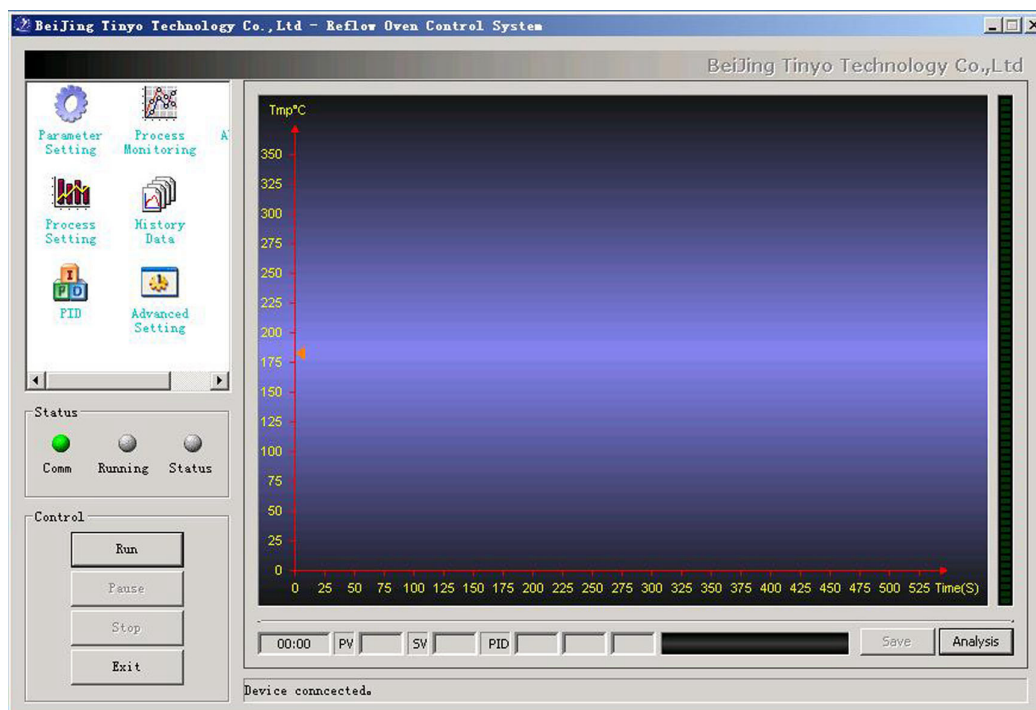 BeiJing Tinyo Technology Co.,Ltd - Reflow Oven Control System
BeiJing Tinyo Technology Co.,Ltd
Parameter Setting
Process Monitoring
A
Process Setting
History Data
PID
Advanced Setting
Status
Comm Running Status
Control
Run
Pause
Stop
Exit
Tmp°C
350
325
300
275
250
225
200
175
150
125
100
75
50
25
0
0 25 50 75 100 125 150 175 200 225 250 275 300 325 350 375 400 425 450 475 500 525 Time(S)
00:00 PV SV PID Save Analysis
Device conncected。